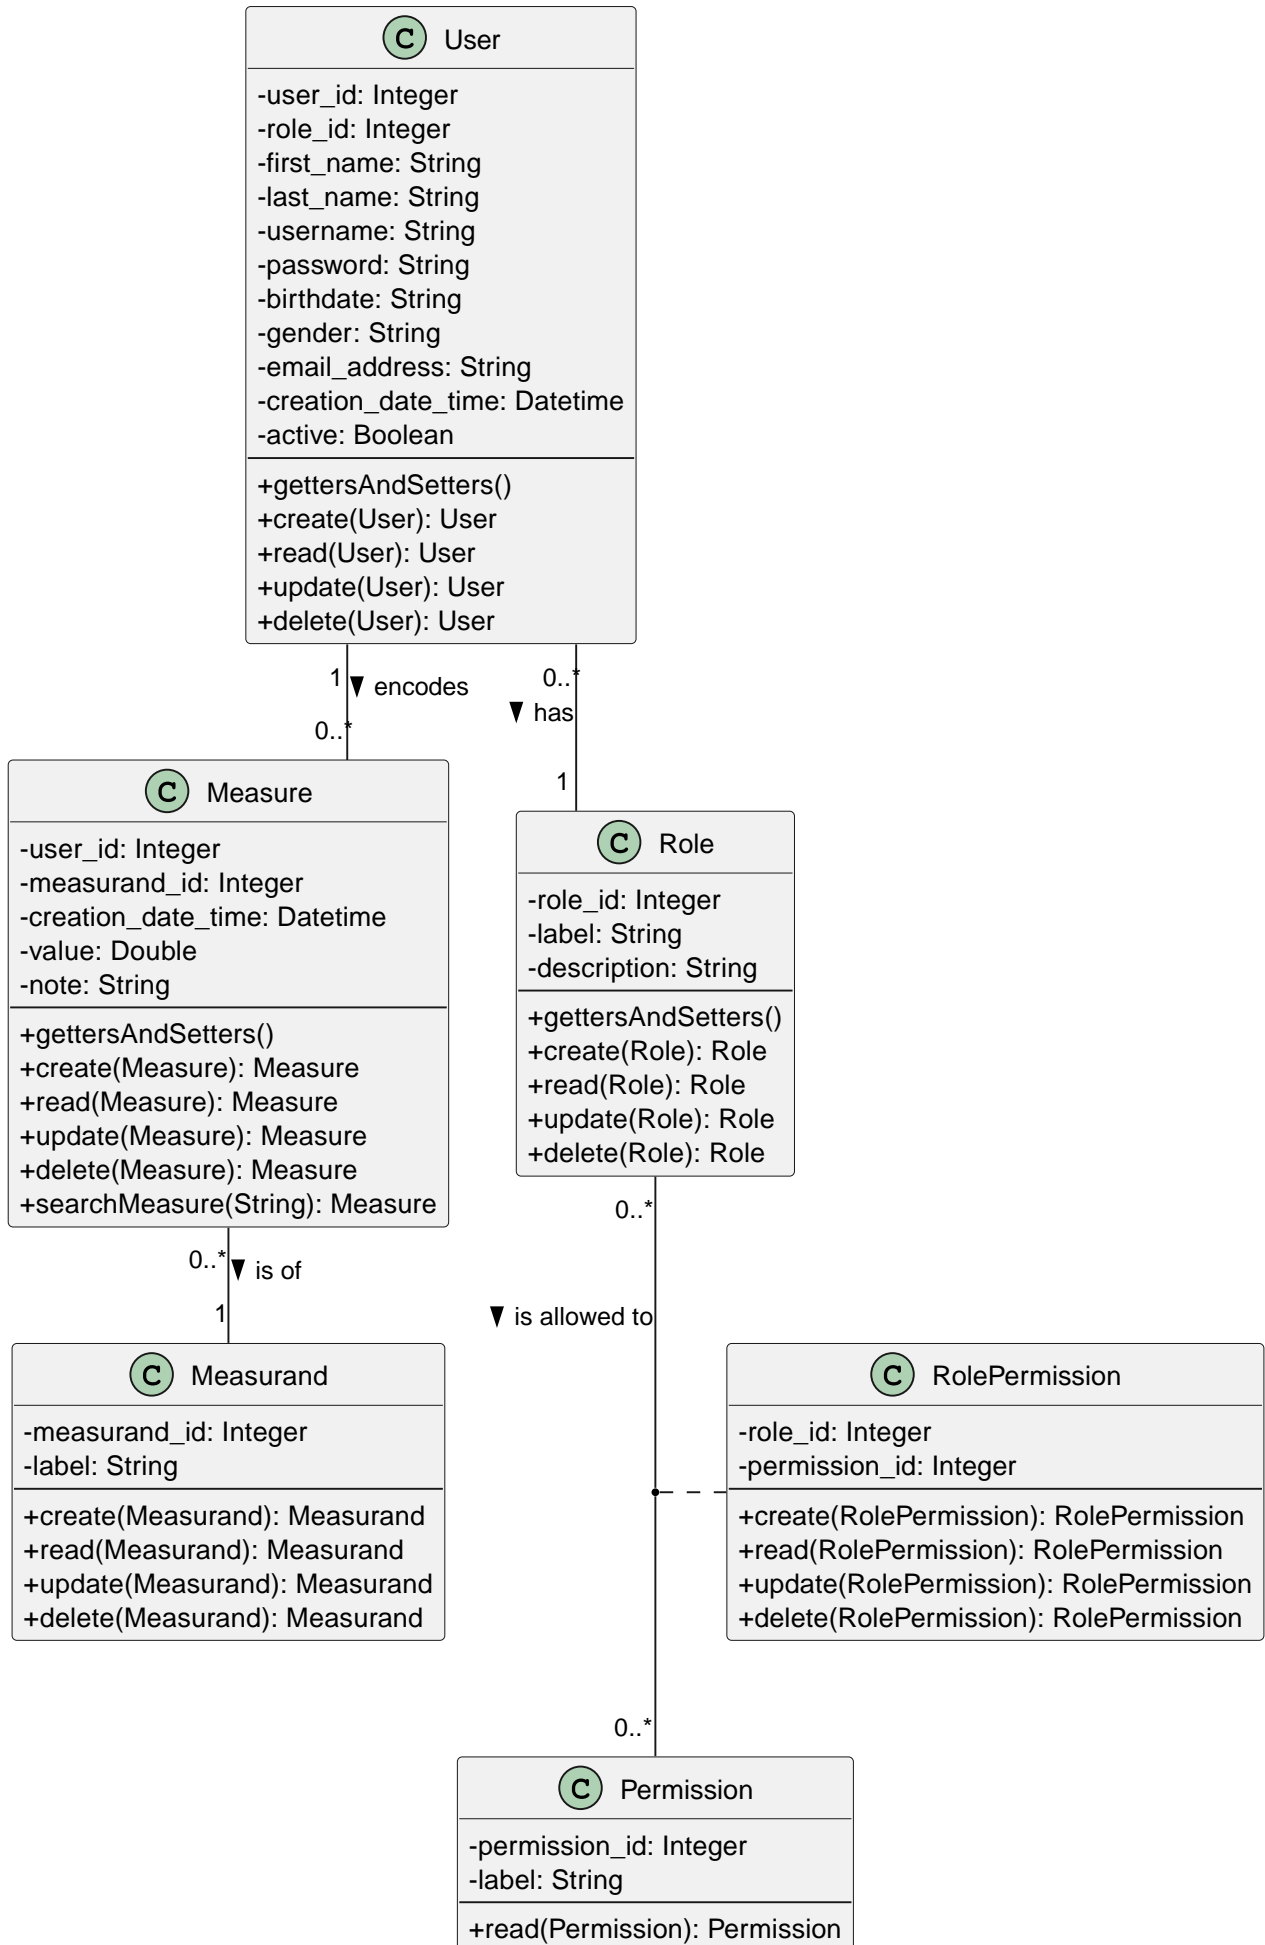 C User
-user_id: Integer
-role_id: Integer
-first_name: String
-last_name: String
-username: String
-password: String
-birthdate: String
-gender: String
-email_address: String
-creation_date_time: Datetime
-active: Boolean
+gettersAndSetters()
+create(User): User
+read(User): User
+update(User): User
+delete(User): User
1
▼ encodes
0..*
0..*
▼ has
1
C Measure
-user_id: Integer
-measurand_id: Integer
-creation_date_time: Datetime
-value: Double
-note: String
+gettersAndSetters()
+create(Measure): Measure
+read(Measure): Measure
+update(Measure): Measure
+delete(Measure): Measure
+searchMeasure(String): Measure
C Role
-role_id: Integer
-label: String
-description: String
+gettersAndSetters()
+create(Role): Role
+read(Role): Role
+update(Role): Role
+delete(Role): Role
0..*
▼ is of
1
0..*
▼ is allowed to
C Measurand
-measurand_id: Integer
-label: String
+create(Measurand): Measurand
+read(Measurand): Measurand
+update(Measurand): Measurand
+delete(Measurand): Measurand
C RolePermission
-role_id: Integer
-permission_id: Integer
+create(RolePermission): RolePermission
+read(RolePermission): RolePermission
+update(RolePermission): RolePermission
+delete(RolePermission): RolePermission
0..*
C Permission
-permission_id: Integer
-label: String
+read(Permission): Permission